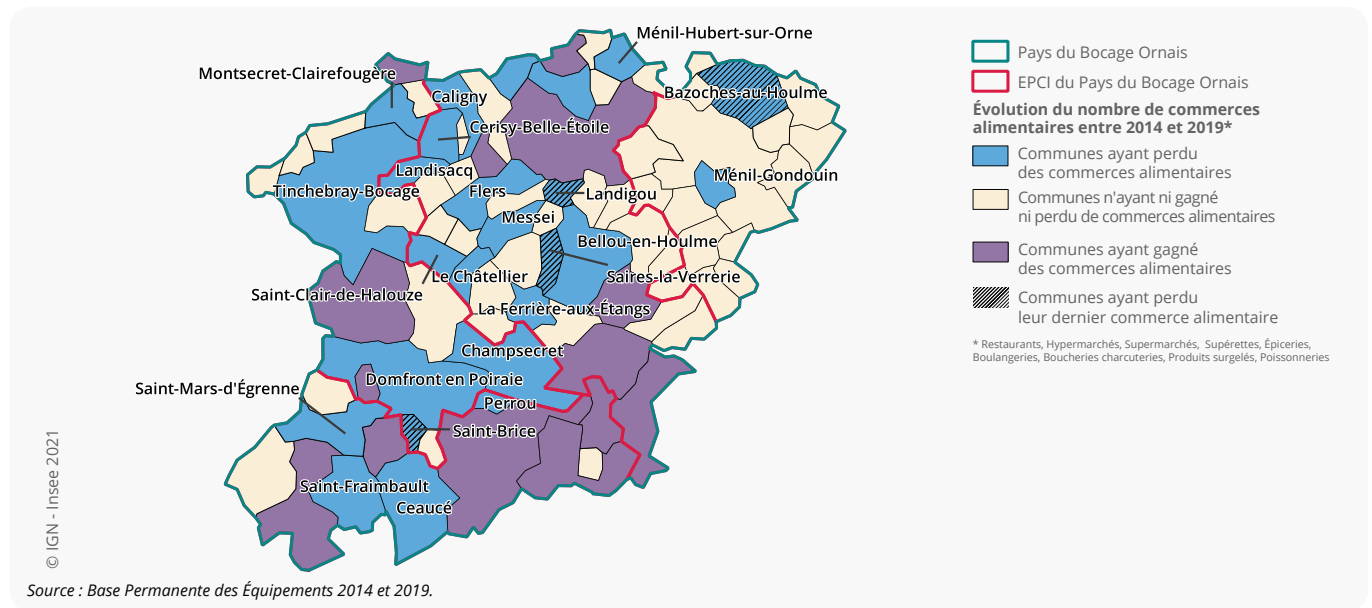 Ménil-Hubert-sur-Orne
Montsecret-Clairefougère
Caligny
Bazoches-au-Houlme
Cerisy-Belle-Étoile
Landisacq
Ménil-Gondouin
Tinchebray-Bocage
Flers
Landigou
Messei
Bellou-en-Houlme
Le Châtellier
Saires-la-Verrerie
Saint-Clair-de-Halouze
La Ferrière-aux-Étangs
Champsecret
Domfront en Poiraie
Saint-Mars-d'Égrenne
Perrou
Saint-Brice
Saint-Fraimbault
Ceaucé
Pays du Bocage Ornais
EPCI du Pays du Bocage Ornais
Évolution du nombre de commerces
alimentaires entre 2014 et 2019*
Communes ayant perdu
des commerces alimentaires
Communes n'ayant ni gagné
ni perdu de commerces alimentaires
Communes ayant gagné
des commerces alimentaires
Communes ayant perdu
leur dernier commerce alimentaire
* Restaurants, Hypermarchés, Supermarchés, Supérettes, Épiceries,
Boulangeries, Boucheries charcuteries, Produits surgelés, Poissonneries
© IGN - Insee 2021
Source : Base Permanente des Équipements 2014 et 2019.